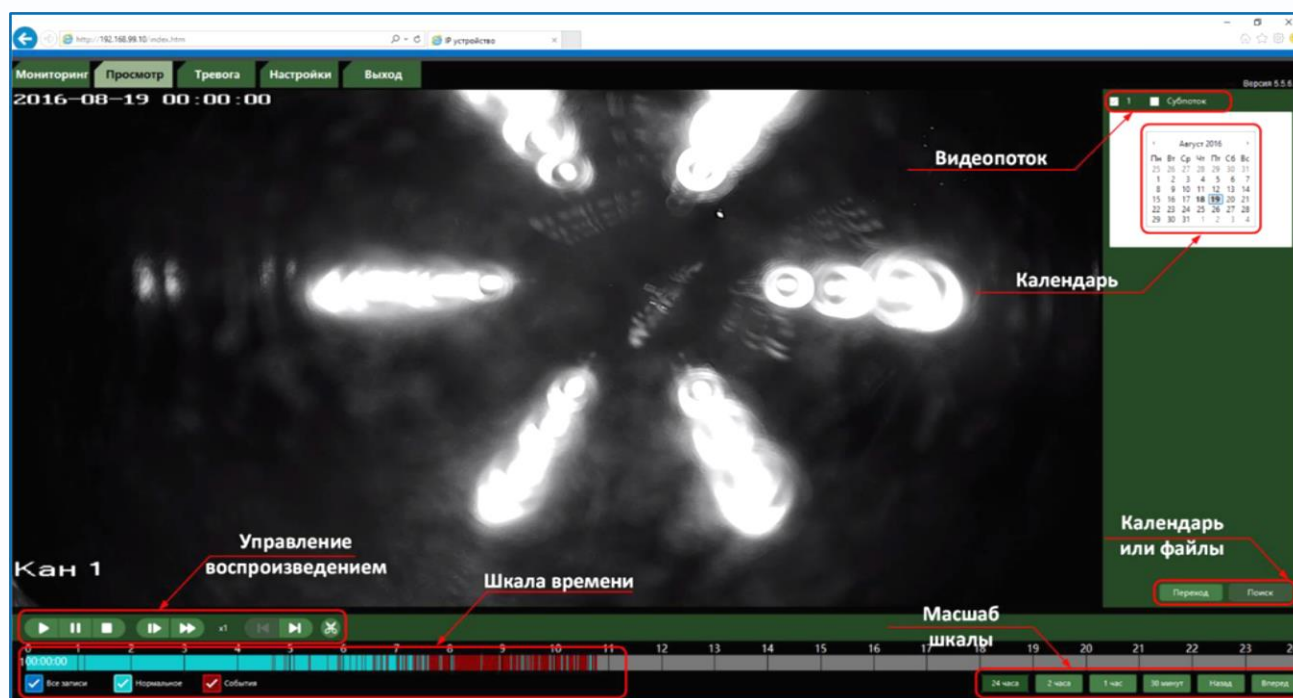 http://192.168.99.10/index.htm
IP устройство
Мониторинг Просмотр Тревога Настройки Выход
Версия 5.5.6
2016-08-19 00:00:00
1 Субпоток
Видеопоток
Август 2016
Пн Вт Ср Чт Пт Сб Вс
25 26 27 28 29 30 31
1 2 3 4 5 6 7
8 9 10 11 12 13 14
15 16 17 18 19 20 21
22 23 24 25 26 27 28
29 30 31 1 2 3 4
Календарь
Календарь
или файлы
Управление
воспроизведением
Кан 1
Шкала времени
Переход Поиск
Масштаб
шкалы
x1
0 1 2 3 4 5 6 7 8 9 10 11 12 13 14 15 16 17 18 19 20 21 22 23
1 00:00:00
Все записи Нормальное События
24 часа 2 часа 1 час 30 минут Назад Вперед